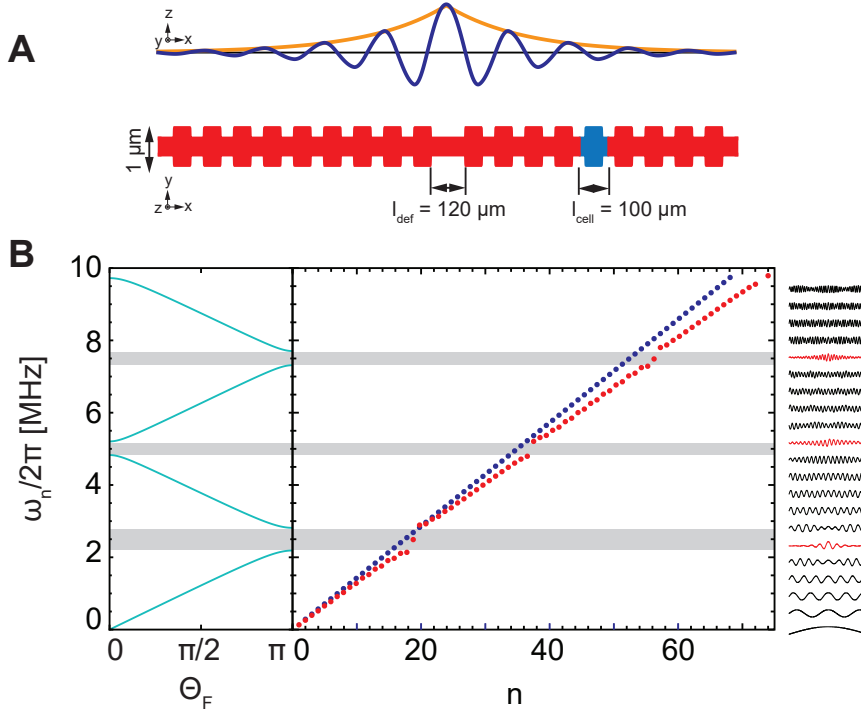 A
z
y
x
1 µm
y
z
x
l_def = 120 µm
l_cell = 100 µm
B
10
8
6
4
2
0
ω_n/2π [MHz]
0 π/2 π
Θ_F
0 20 40 60
n